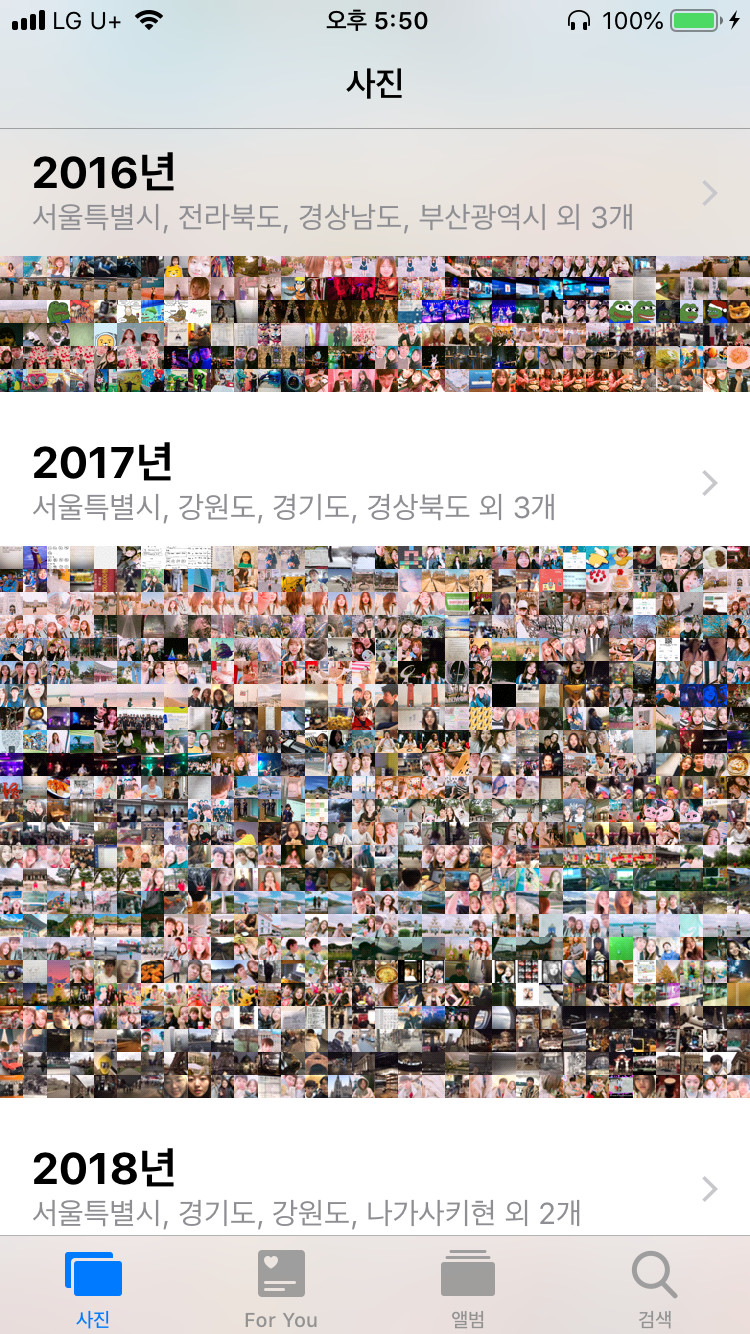 LG U+
오후 5:50
100%
사진
2016년
서울특별시, 전라북도, 경상남도, 부산광역시 외 3개
2017년
서울특별시, 강원도, 경기도, 경상북도 외 3개
2018년
서울특별시, 경기도, 강원도, 나가사키현 외 2개
사진
For You
앨범
검색